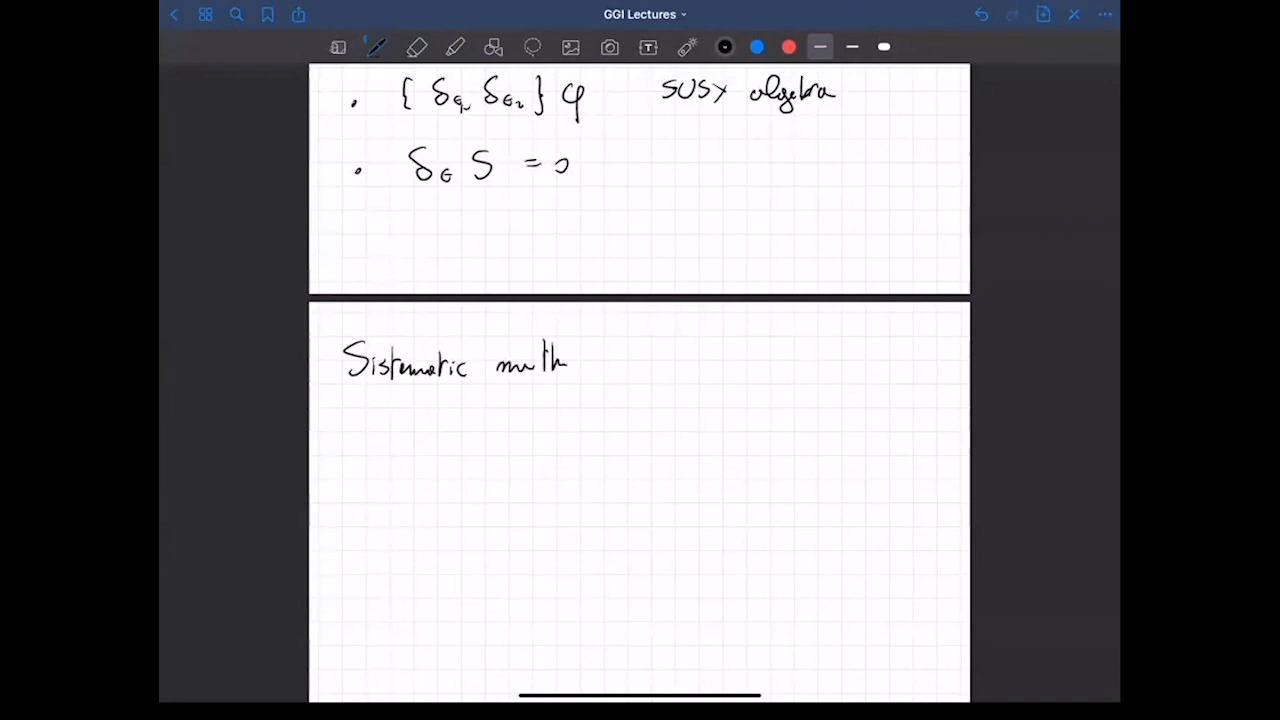 GGI Lectures
· { δ_ϵ₁, δ_ϵ₂ } φ SUSY algebra
· δ_ϵ S = 0
Sistematic meth